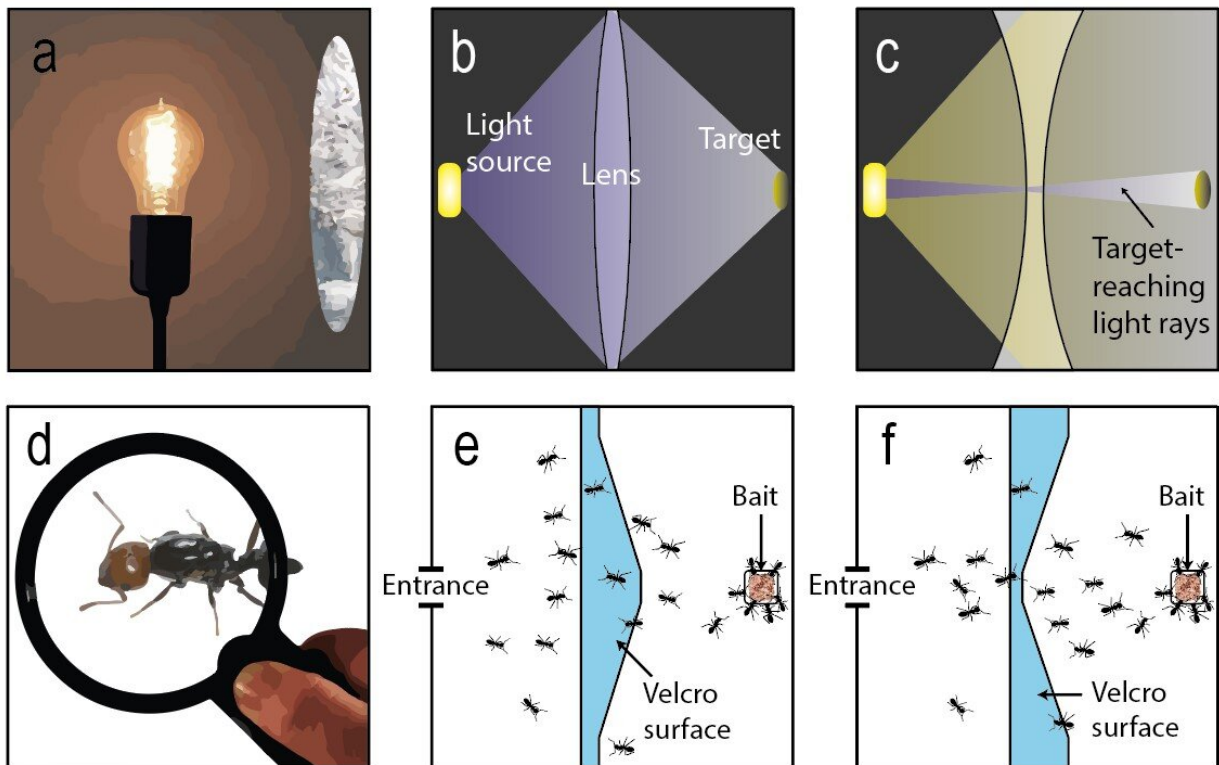 a
b
Light
source
Lens
Target
c
Target-
reaching
light rays
d
e
Entrance
Bait
Velcro
surface
f
Entrance
Bait
Velcro
surface